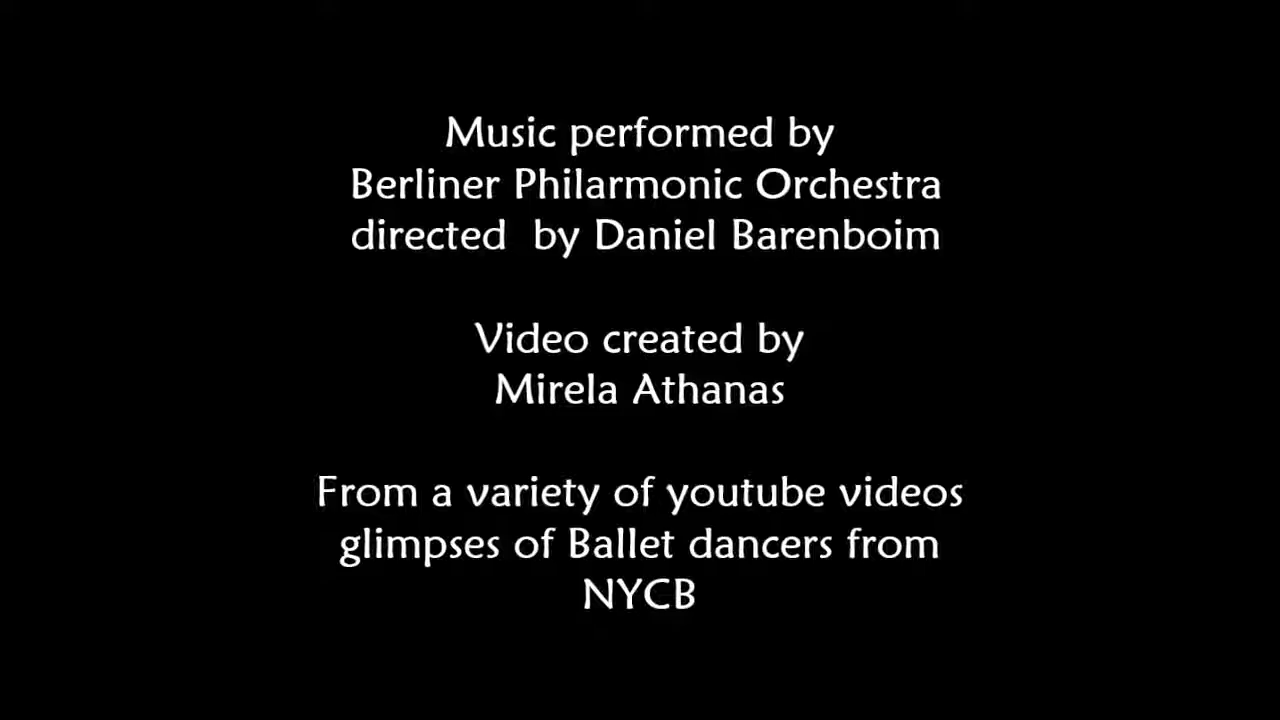 Music performed by
Berliner Philarmonic Orchestra
directed  by Daniel Barenboim
Video created by
Mirela Athanas
From a variety of youtube videos
glimpses of Ballet dancers from
NYCB